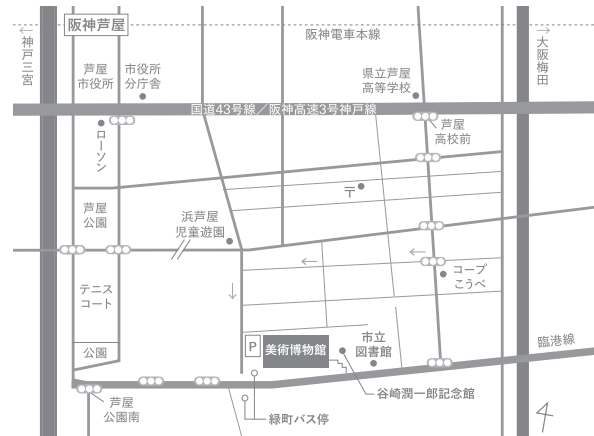 阪神芦屋
阪神電車本線
←
神戸三宮
→
大阪梅田
芦屋
市役所
市役所
分庁舎
県立芦屋
高等学校
国道43号線／阪神高速3号神戸線
ローソン
芦屋
高校前
〒
芦屋
公園
浜芦屋
児童遊園
テニス
コート
コープ
こうべ
公園
P
美術博物館
市立
図書館
臨港線
谷崎潤一郎記念館
芦屋
公園南
緑町バス停